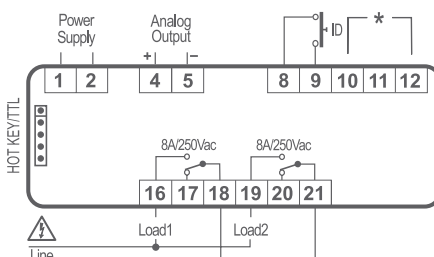 Power Supply
Analog Output
+ −
ID
*
1 2 4 5 8 9 10 11 12
HOT KEY/TTL
8A/250Vac 8A/250Vac
16 17 18 19 20 21
Load1 Load2
Line